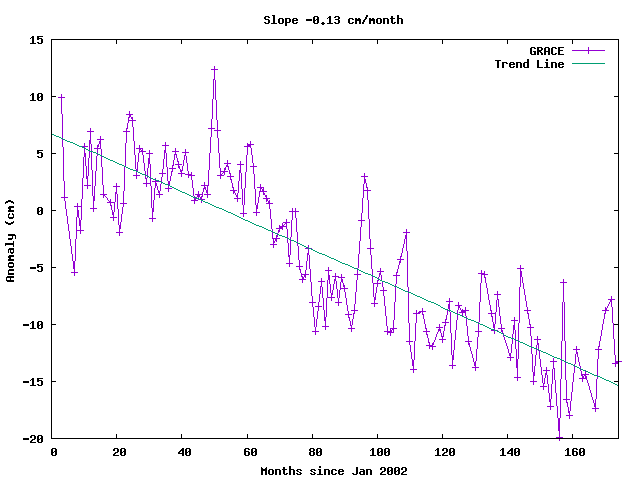 Slope -0.13 cm/month
GRACE
Trend Line
15
10
5
0
-5
-10
-15
-20
Anomaly (cm)
0 20 40 60 80 100 120 140 160
Months since Jan 2002